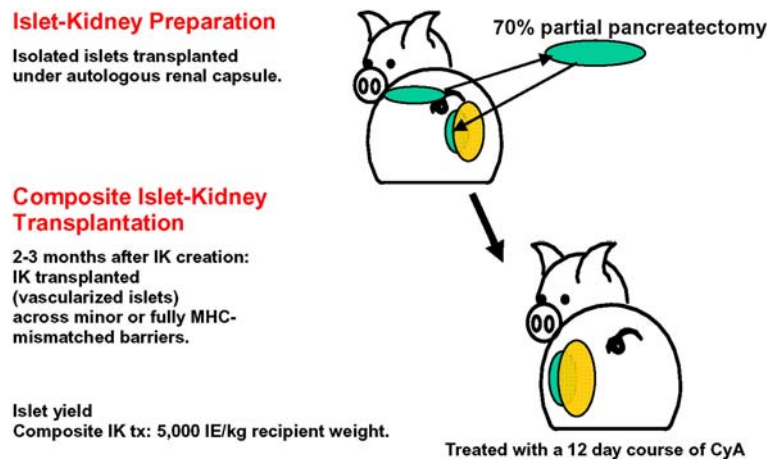 Islet-Kidney Preparation
Isolated islets transplanted
under autologous renal capsule.
70% partial pancreatectomy
Composite Islet-Kidney
Transplantation
2-3 months after IK creation:
IK transplanted
(vascularized islets)
across minor or fully MHC-
mismatched barriers.
Islet yield
Composite IK tx: 5,000 IE/kg recipient weight.
Treated with a 12 day course of CyA